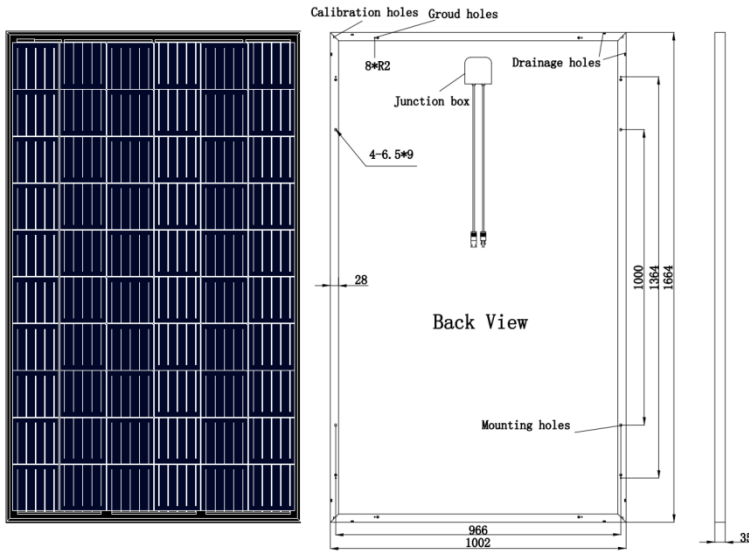 Calibration holes
Groud holes
8*R2
Drainage holes
Junction box
4-6.5*9
28
1000
1364
1664
Back View
Mounting holes
966
1002
35